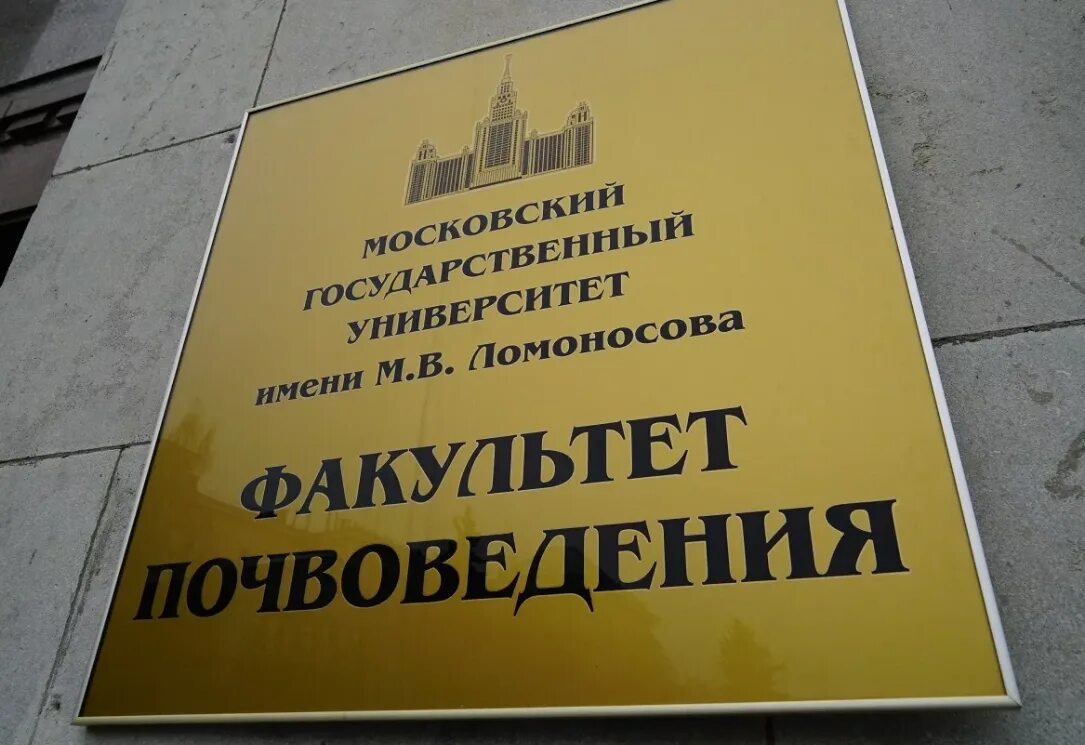 МОСКОВСКИЙ
ГОСУДАРСТВЕННЫЙ
УНИВЕРСИТЕТ
имени М.В. Ломоносова
ФАКУЛЬТЕТ
ПОЧВОВЕДЕНИЯ